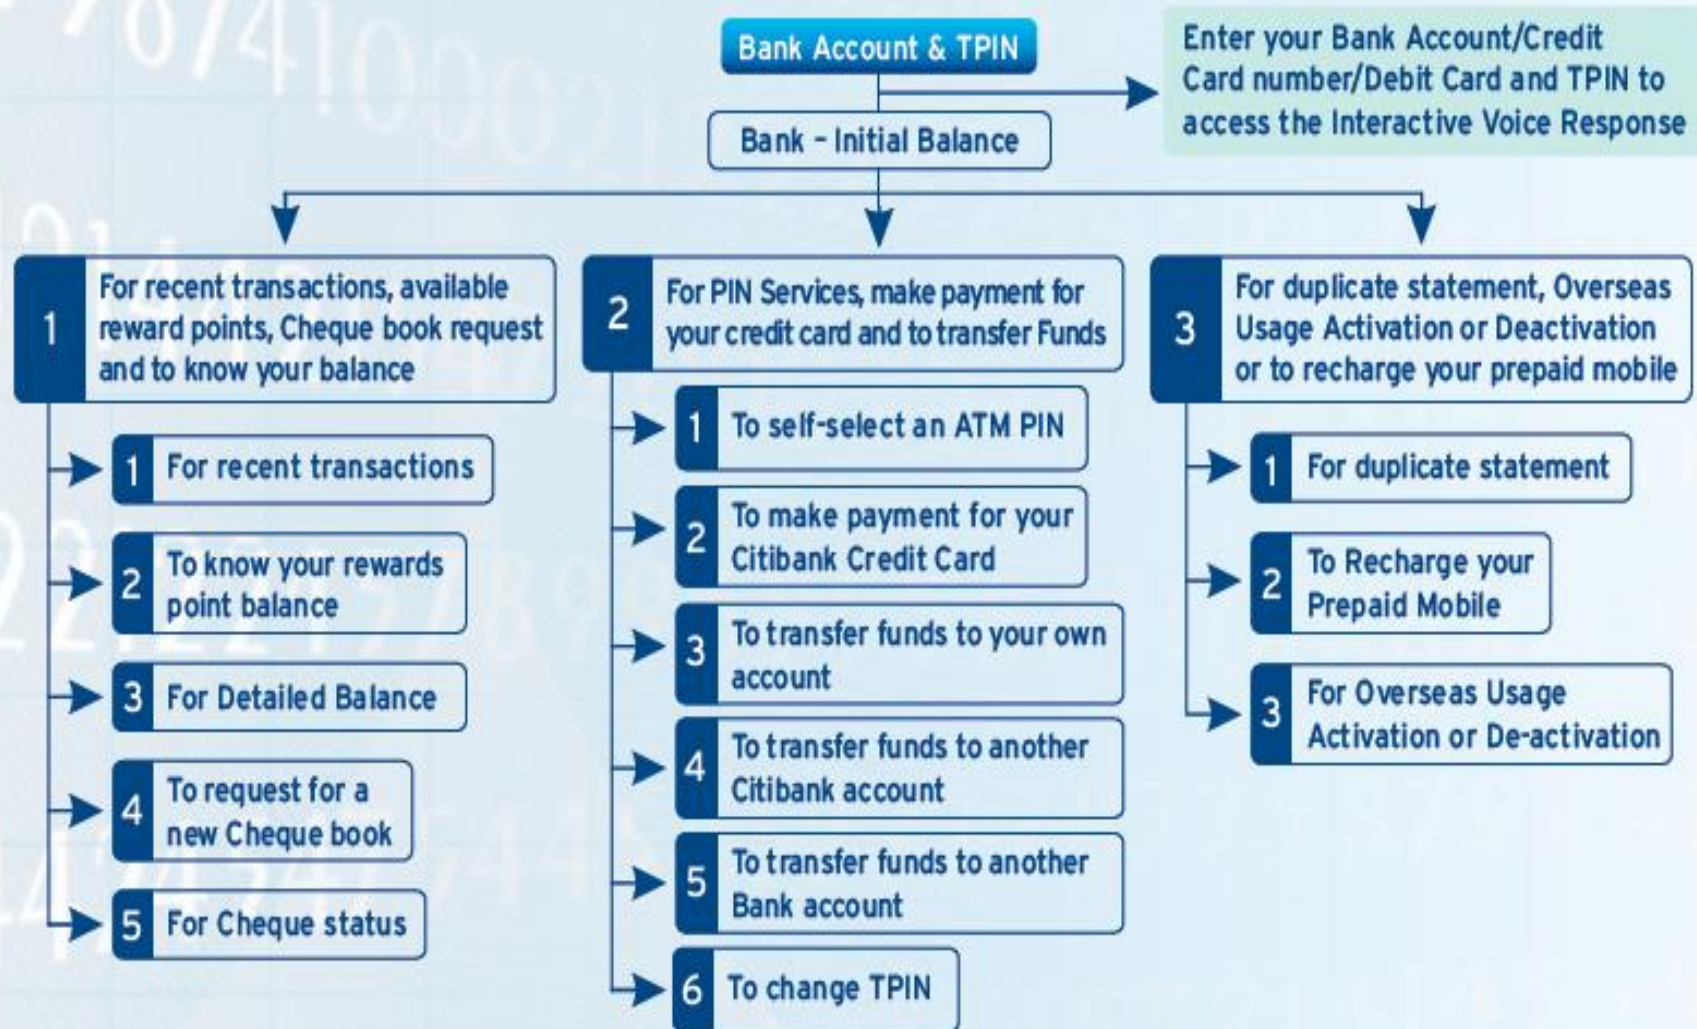 Bank Account & TPIN
Enter your Bank Account/Credit
Card number/Debit Card and TPIN to
access the Interactive Voice Response
Bank - Initial Balance
1
For recent transactions, available
reward points, Cheque book request
and to know your balance
1 For recent transactions
2 To know your rewards
point balance
3 For Detailed Balance
4 To request for a
new Cheque book
5 For Cheque status
2
For PIN Services, make payment for
your credit card and to transfer Funds
1 To self-select an ATM PIN
2 To make payment for your
Citibank Credit Card
3 To transfer funds to your own
account
4 To transfer funds to another
Citibank account
5 To transfer funds to another
Bank account
6 To change TPIN
3
For duplicate statement, Overseas
Usage Activation or Deactivation
or to recharge your prepaid mobile
1 For duplicate statement
2 To Recharge your
Prepaid Mobile
3 For Overseas Usage
Activation or De-activation